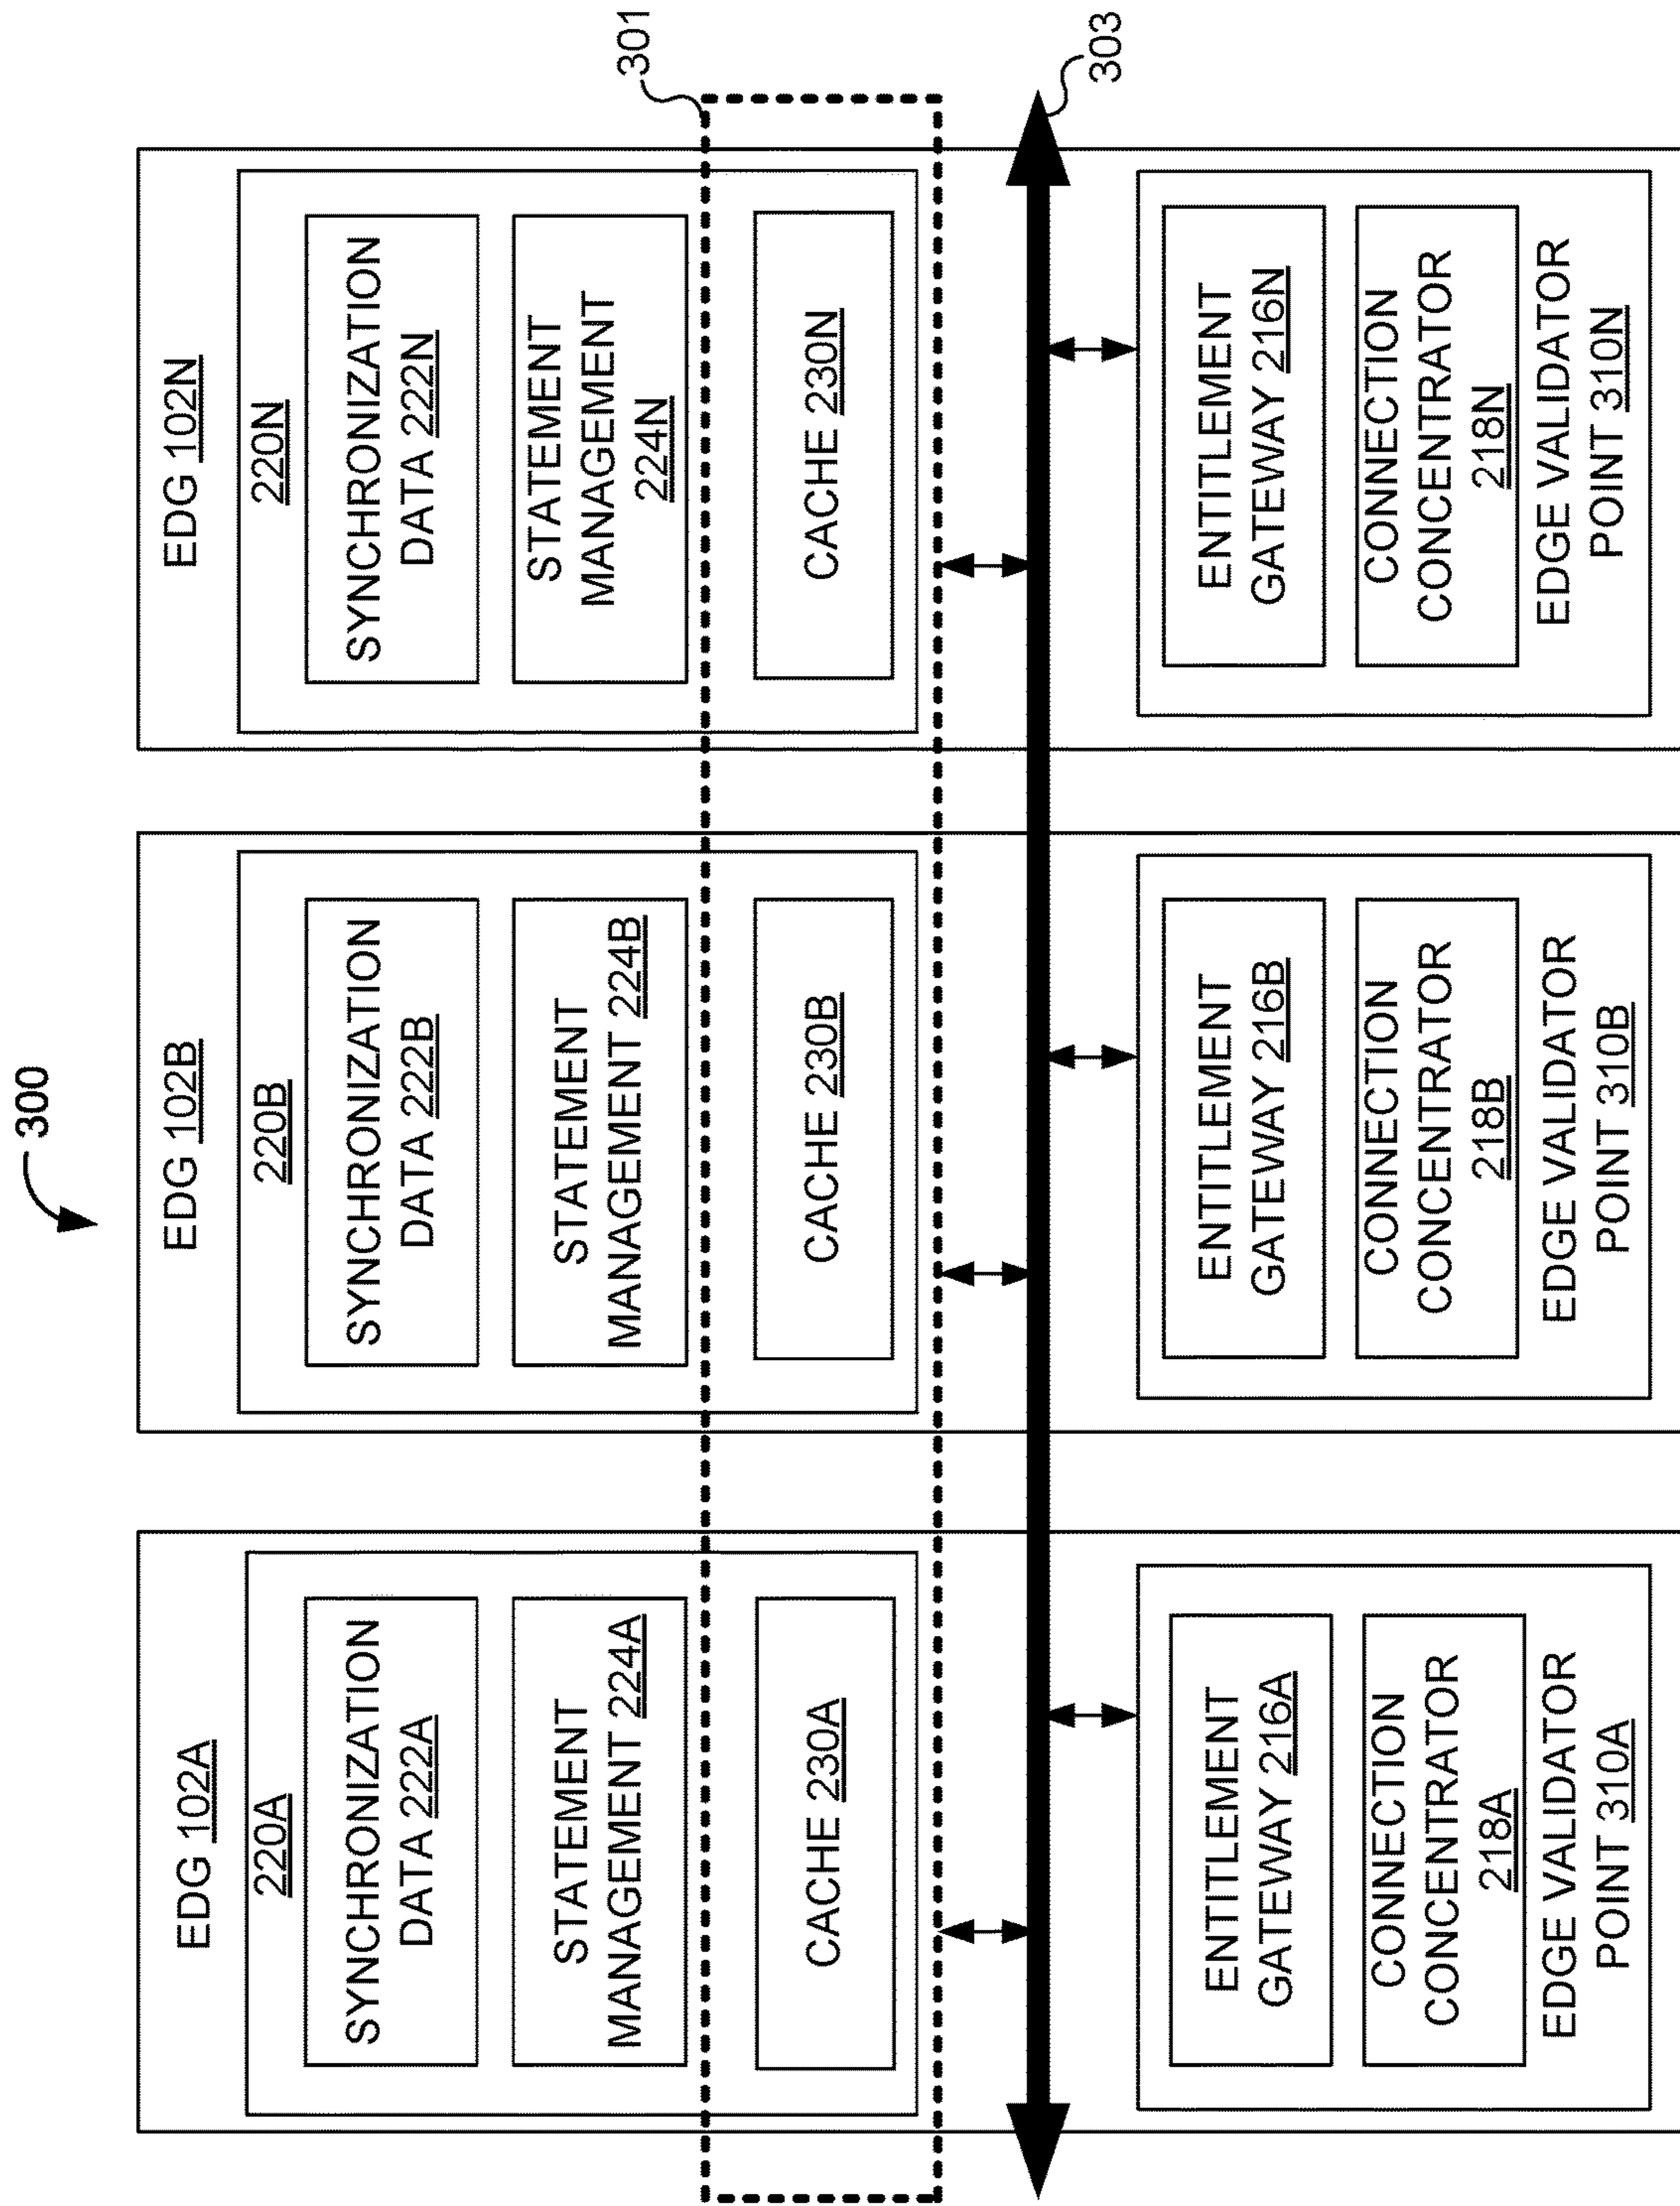 300
EDG 102A
220A
SYNCHRONIZATION
DATA 222A
STATEMENT
MANAGEMENT 224A
CACHE 230A
ENTITLEMENT
GATEWAY 216A
CONNECTION
CONCENTRATOR
218A
EDGE VALIDATOR
POINT 310A
EDG 102B
220B
SYNCHRONIZATION
DATA 222B
STATEMENT
MANAGEMENT 224B
CACHE 230B
ENTITLEMENT
GATEWAY 216B
CONNECTION
CONCENTRATOR
218B
EDGE VALIDATOR
POINT 310B
EDG 102N
220N
SYNCHRONIZATION
DATA 222N
STATEMENT
MANAGEMENT
224N
CACHE 230N
ENTITLEMENT
GATEWAY 216N
CONNECTION
CONCENTRATOR
218N
EDGE VALIDATOR
POINT 310N
301
303